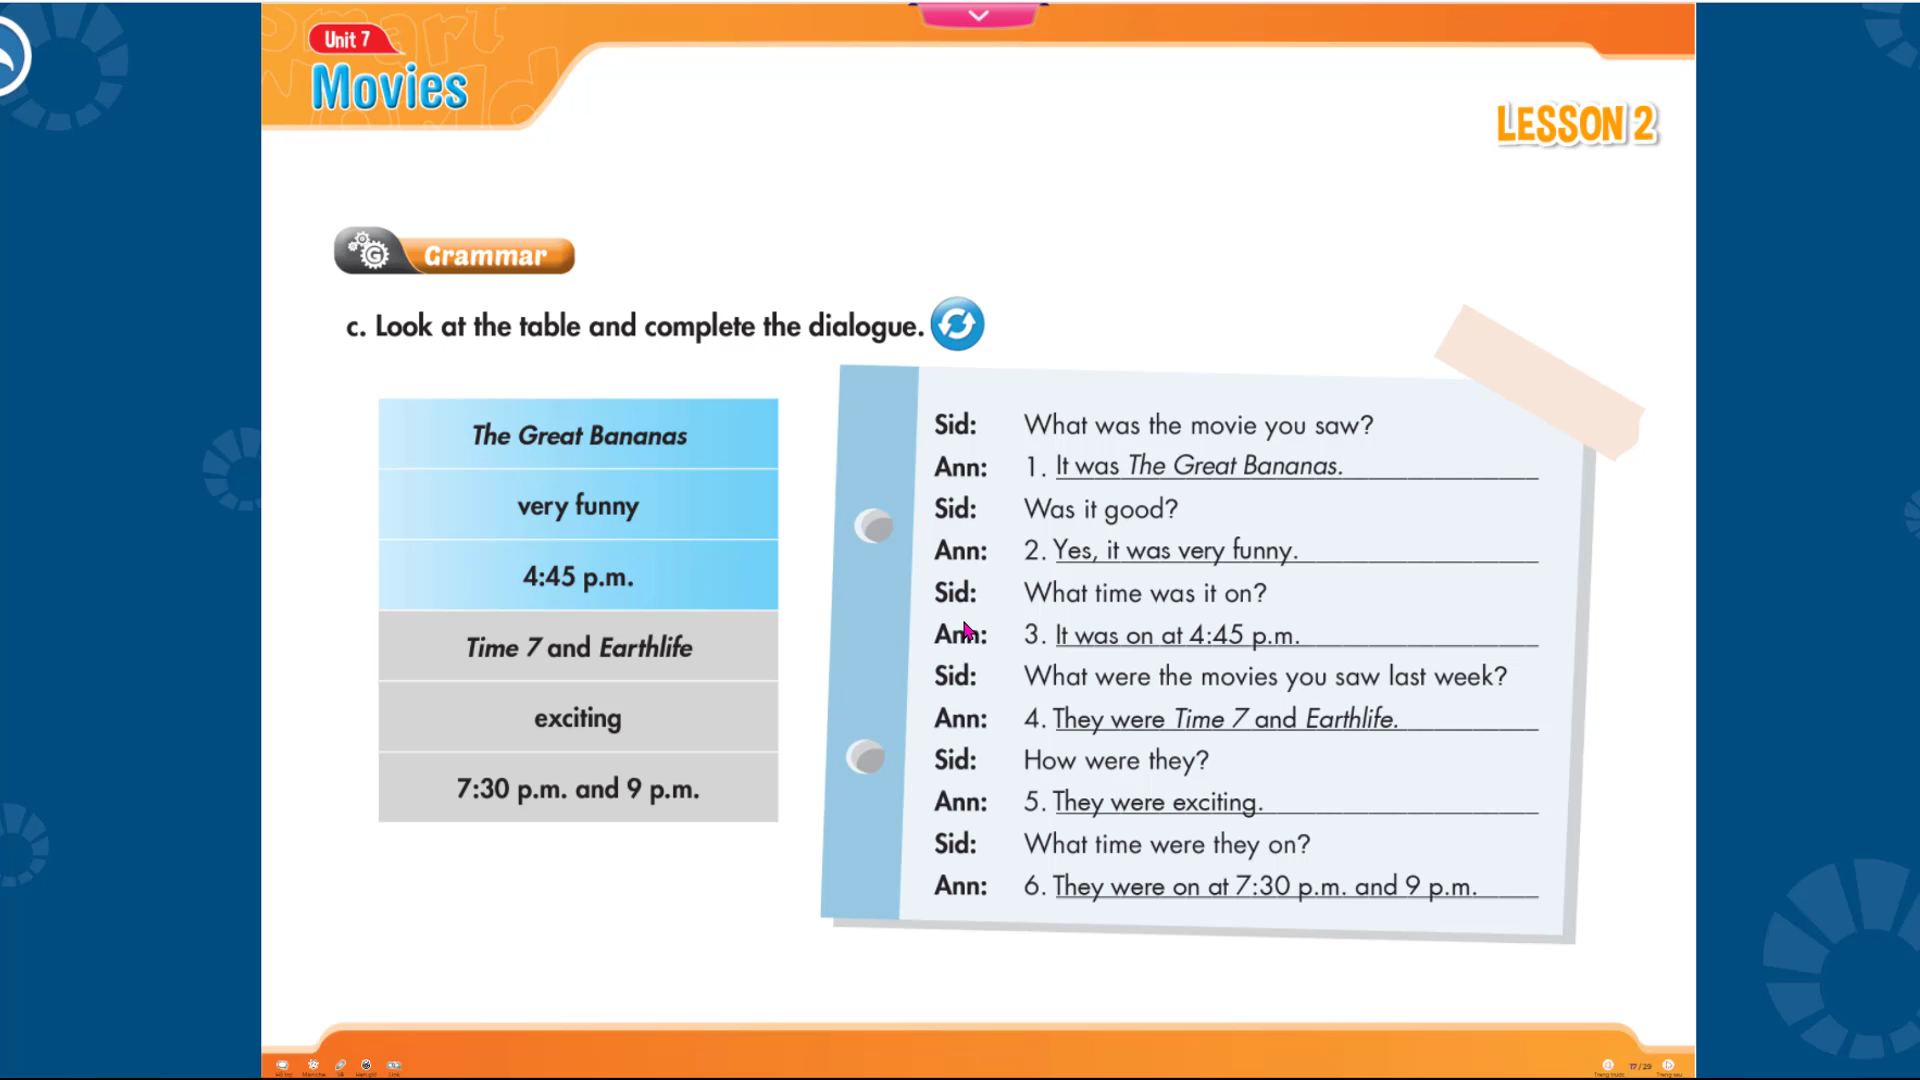 Unit 7
Movies
LESSON 2
Grammar
c. Look at the table and complete the dialogue.
The Great Bananas
very funny
4:45 p.m.
Time 7 and Earthlife
exciting
7:30 p.m. and 9 p.m.
Sid: What was the movie you saw?
Ann: 1. It was The Great Bananas.
Sid: Was it good?
Ann: 2. Yes, it was very funny.
Sid: What time was it on?
Ann: 3. It was on at 4:45 p.m.
Sid: What were the movies you saw last week?
Ann: 4. They were Time 7 and Earthlife.
Sid: How were they?
Ann: 5. They were exciting.
Sid: What time were they on?
Ann: 6. They were on at 7:30 p.m. and 9 p.m.
17 / 29